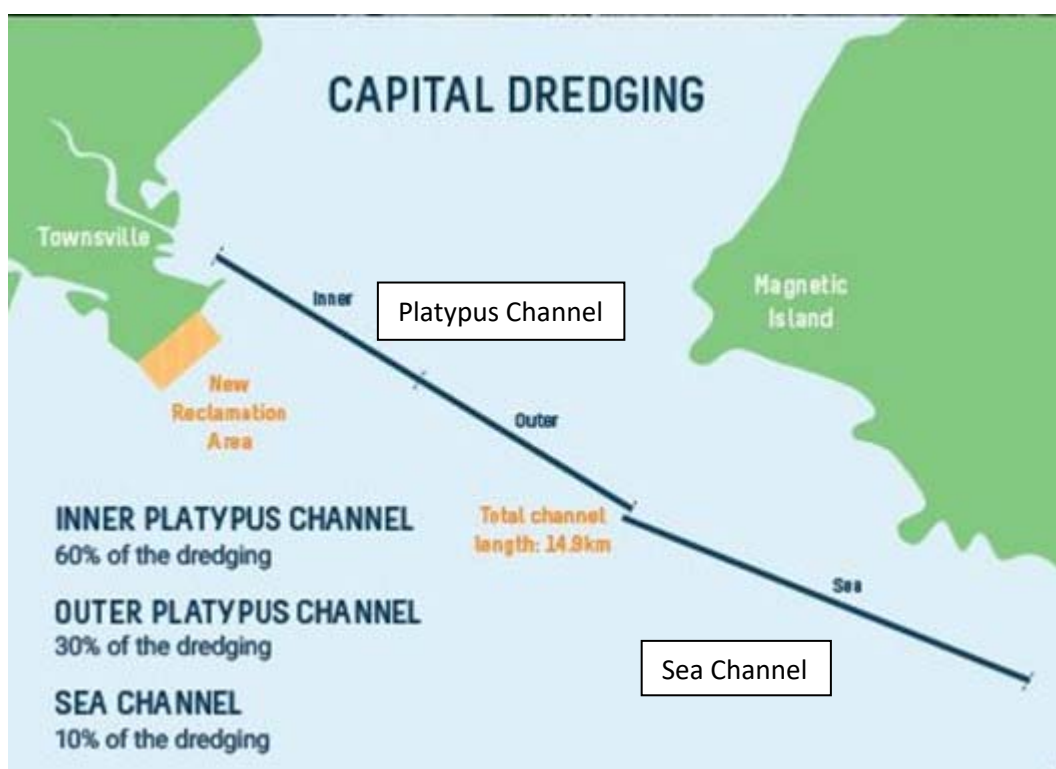 CAPITAL DREDGING
Townsville
Inner
Platypus Channel
Magnetic
Island
New
Reclamation
Area
Outer
Total channel
length: 14.9km
Sea
Sea Channel
INNER PLATYPUS CHANNEL
60% of the dredging
OUTER PLATYPUS CHANNEL
30% of the dredging
SEA CHANNEL
10% of the dredging